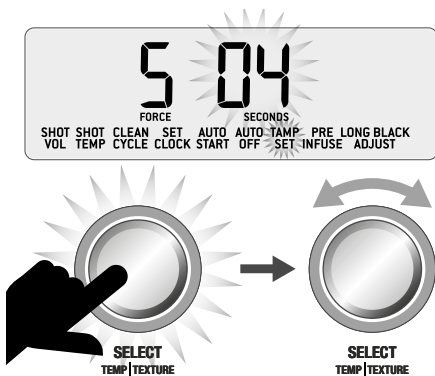 5 04
FORCE SECONDS
SHOT SHOT CLEAN SET AUTO AUTO TAMP PRE LONG BLACK
VOL TEMP CYCLE CLOCK START OFF SET INFUSE ADJUST
SELECT SELECT
TEMP|TEXTURE TEMP|TEXTURE